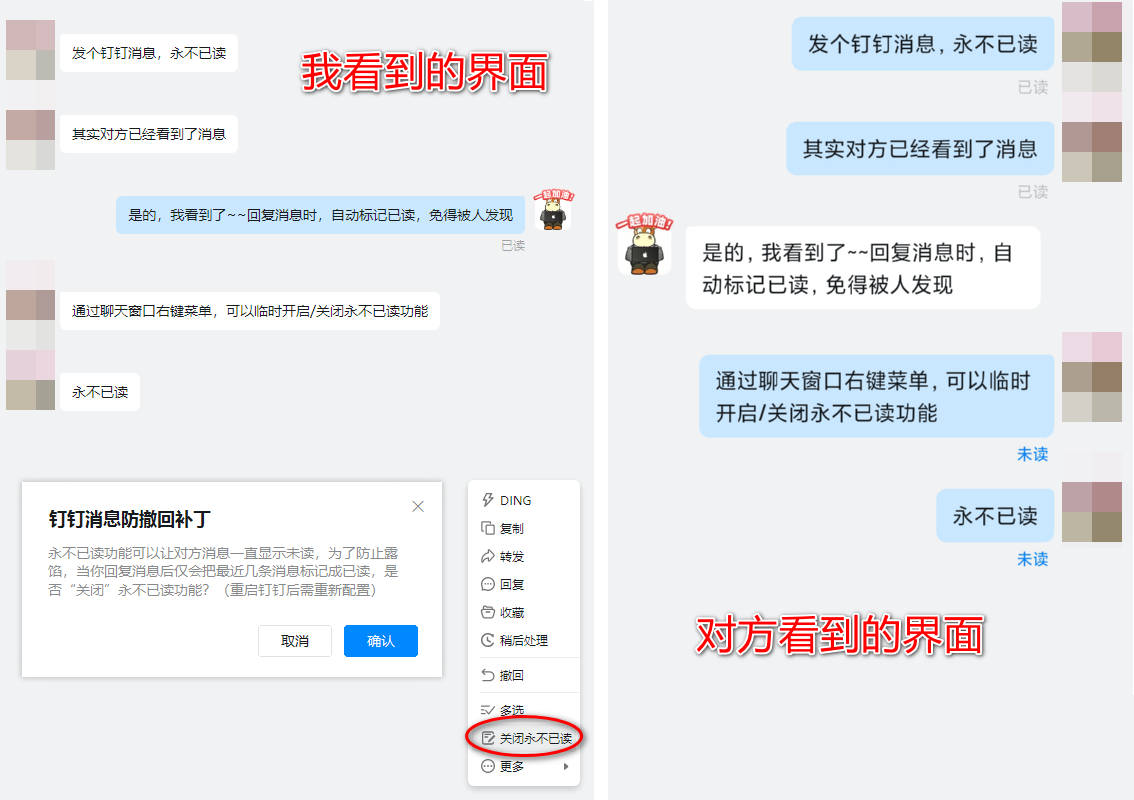 我看到的界面
发个钉钉消息，永不已读
其实对方已经看到了消息
是的，我看到了~~回复消息时，自动标记已读，免得被人发现
一起加油!
已读
通过聊天窗口右键菜单，可以临时开启/关闭永不已读功能
永不已读
钉钉消息防撤回补丁
永不已读功能可以让对方消息一直显示未读，为了防止露
馅，当你回复消息后仅会把最近几条消息标记成已读，是
否“关闭”永不已读功能？（重启钉钉后需重新配置）
取消
确认
DING
复制
转发
回复
收藏
稍后处理
撤回
多选
关闭永不已读
更多
发个钉钉消息，永不已读
已读
其实对方已经看到了消息
已读
一起加油!
是的，我看到了~~回复消息时，自
动标记已读，免得被人发现
通过聊天窗口右键菜单，可以临时
开启/关闭永不已读功能
未读
永不已读
未读
对方看到的界面